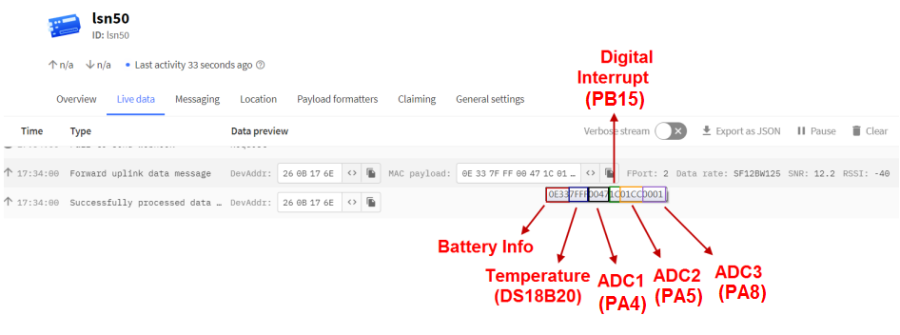 lsn50
ID: lsn50
n/a n/a • Last activity 33 seconds ago
Overview Live data Messaging Location Payload formatters Claiming General settings
Time Type Data preview Verbose stream Export as JSON Pause Clear
17:34:00 Forward uplink data message DevAddr: 26 0B 17 6E <> MAC payload: 0E 33 7F FF 00 47 1C 01 … <> FPort: 2 Data rate: SF12BW125 SNR: 12.2 RSSI: -40
17:34:00 Successfully processed data … DevAddr: 26 0B 17 6E <>
0E337FFF00471C01CC0001
Digital
Interrupt
(PB15)
Battery Info
Temperature
(DS18B20)
ADC1
(PA4)
ADC2
(PA5)
ADC3
(PA8)